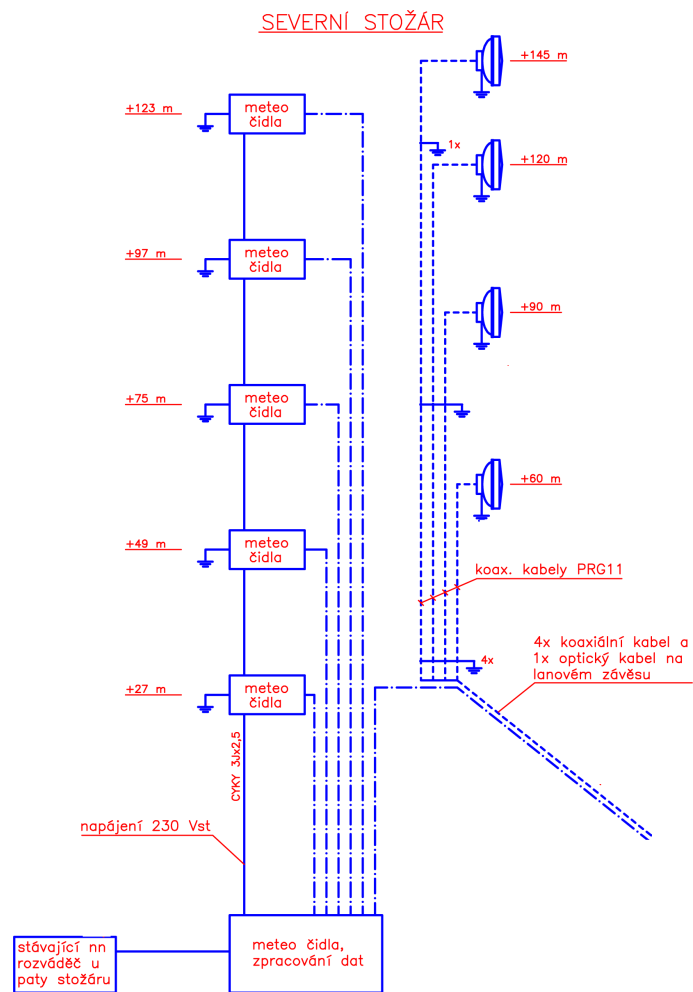 SEVERNÍ STOŽÁR
+145 m
meteo
čidla
+123 m
1x
+120 m
meteo
čidla
+97 m
+90 m
meteo
čidla
+75 m
+60 m
meteo
čidla
+49 m
koax. kabely PRG11
4x koaxiální kabel a
1x optický kabel na
lanovém závěsu
4x
meteo
čidla
+27 m
CYKY 3Jx2,5
napájení 230 Vst
stávající nn
rozváděč u
paty stožáru
meteo čidla,
zpracování dat